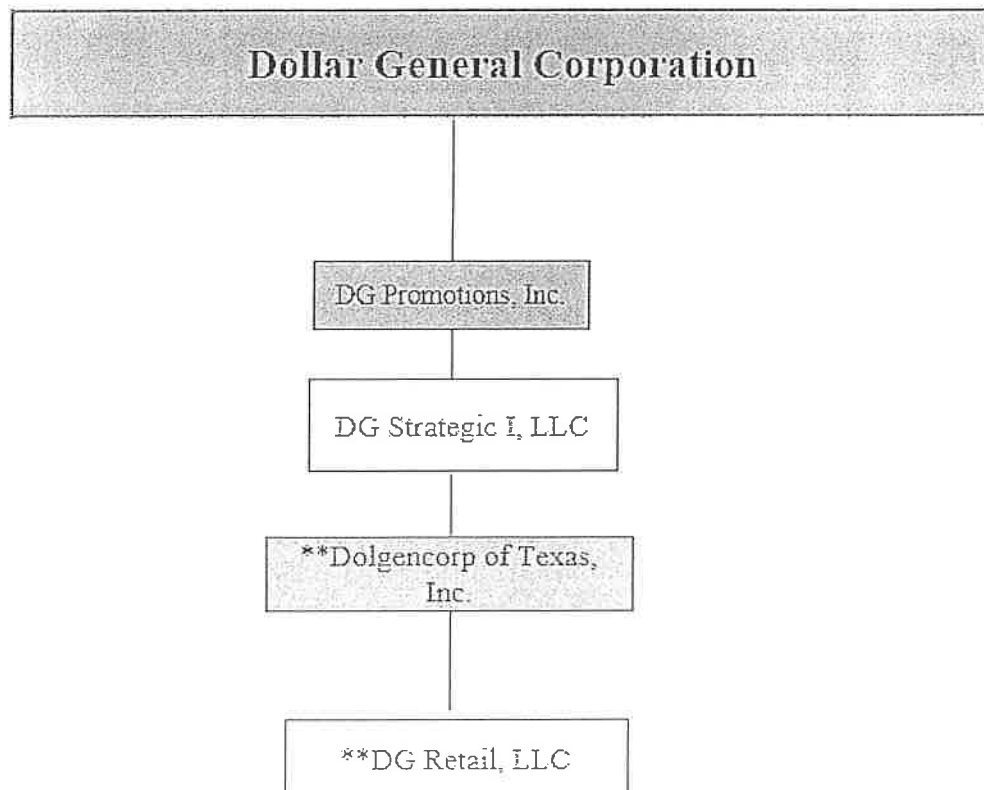 Dollar General Corporation
DG Promotions, Inc.
DG Strategic I, LLC
**Dolgencorp of Texas,
Inc.
**DG Retail, LLC